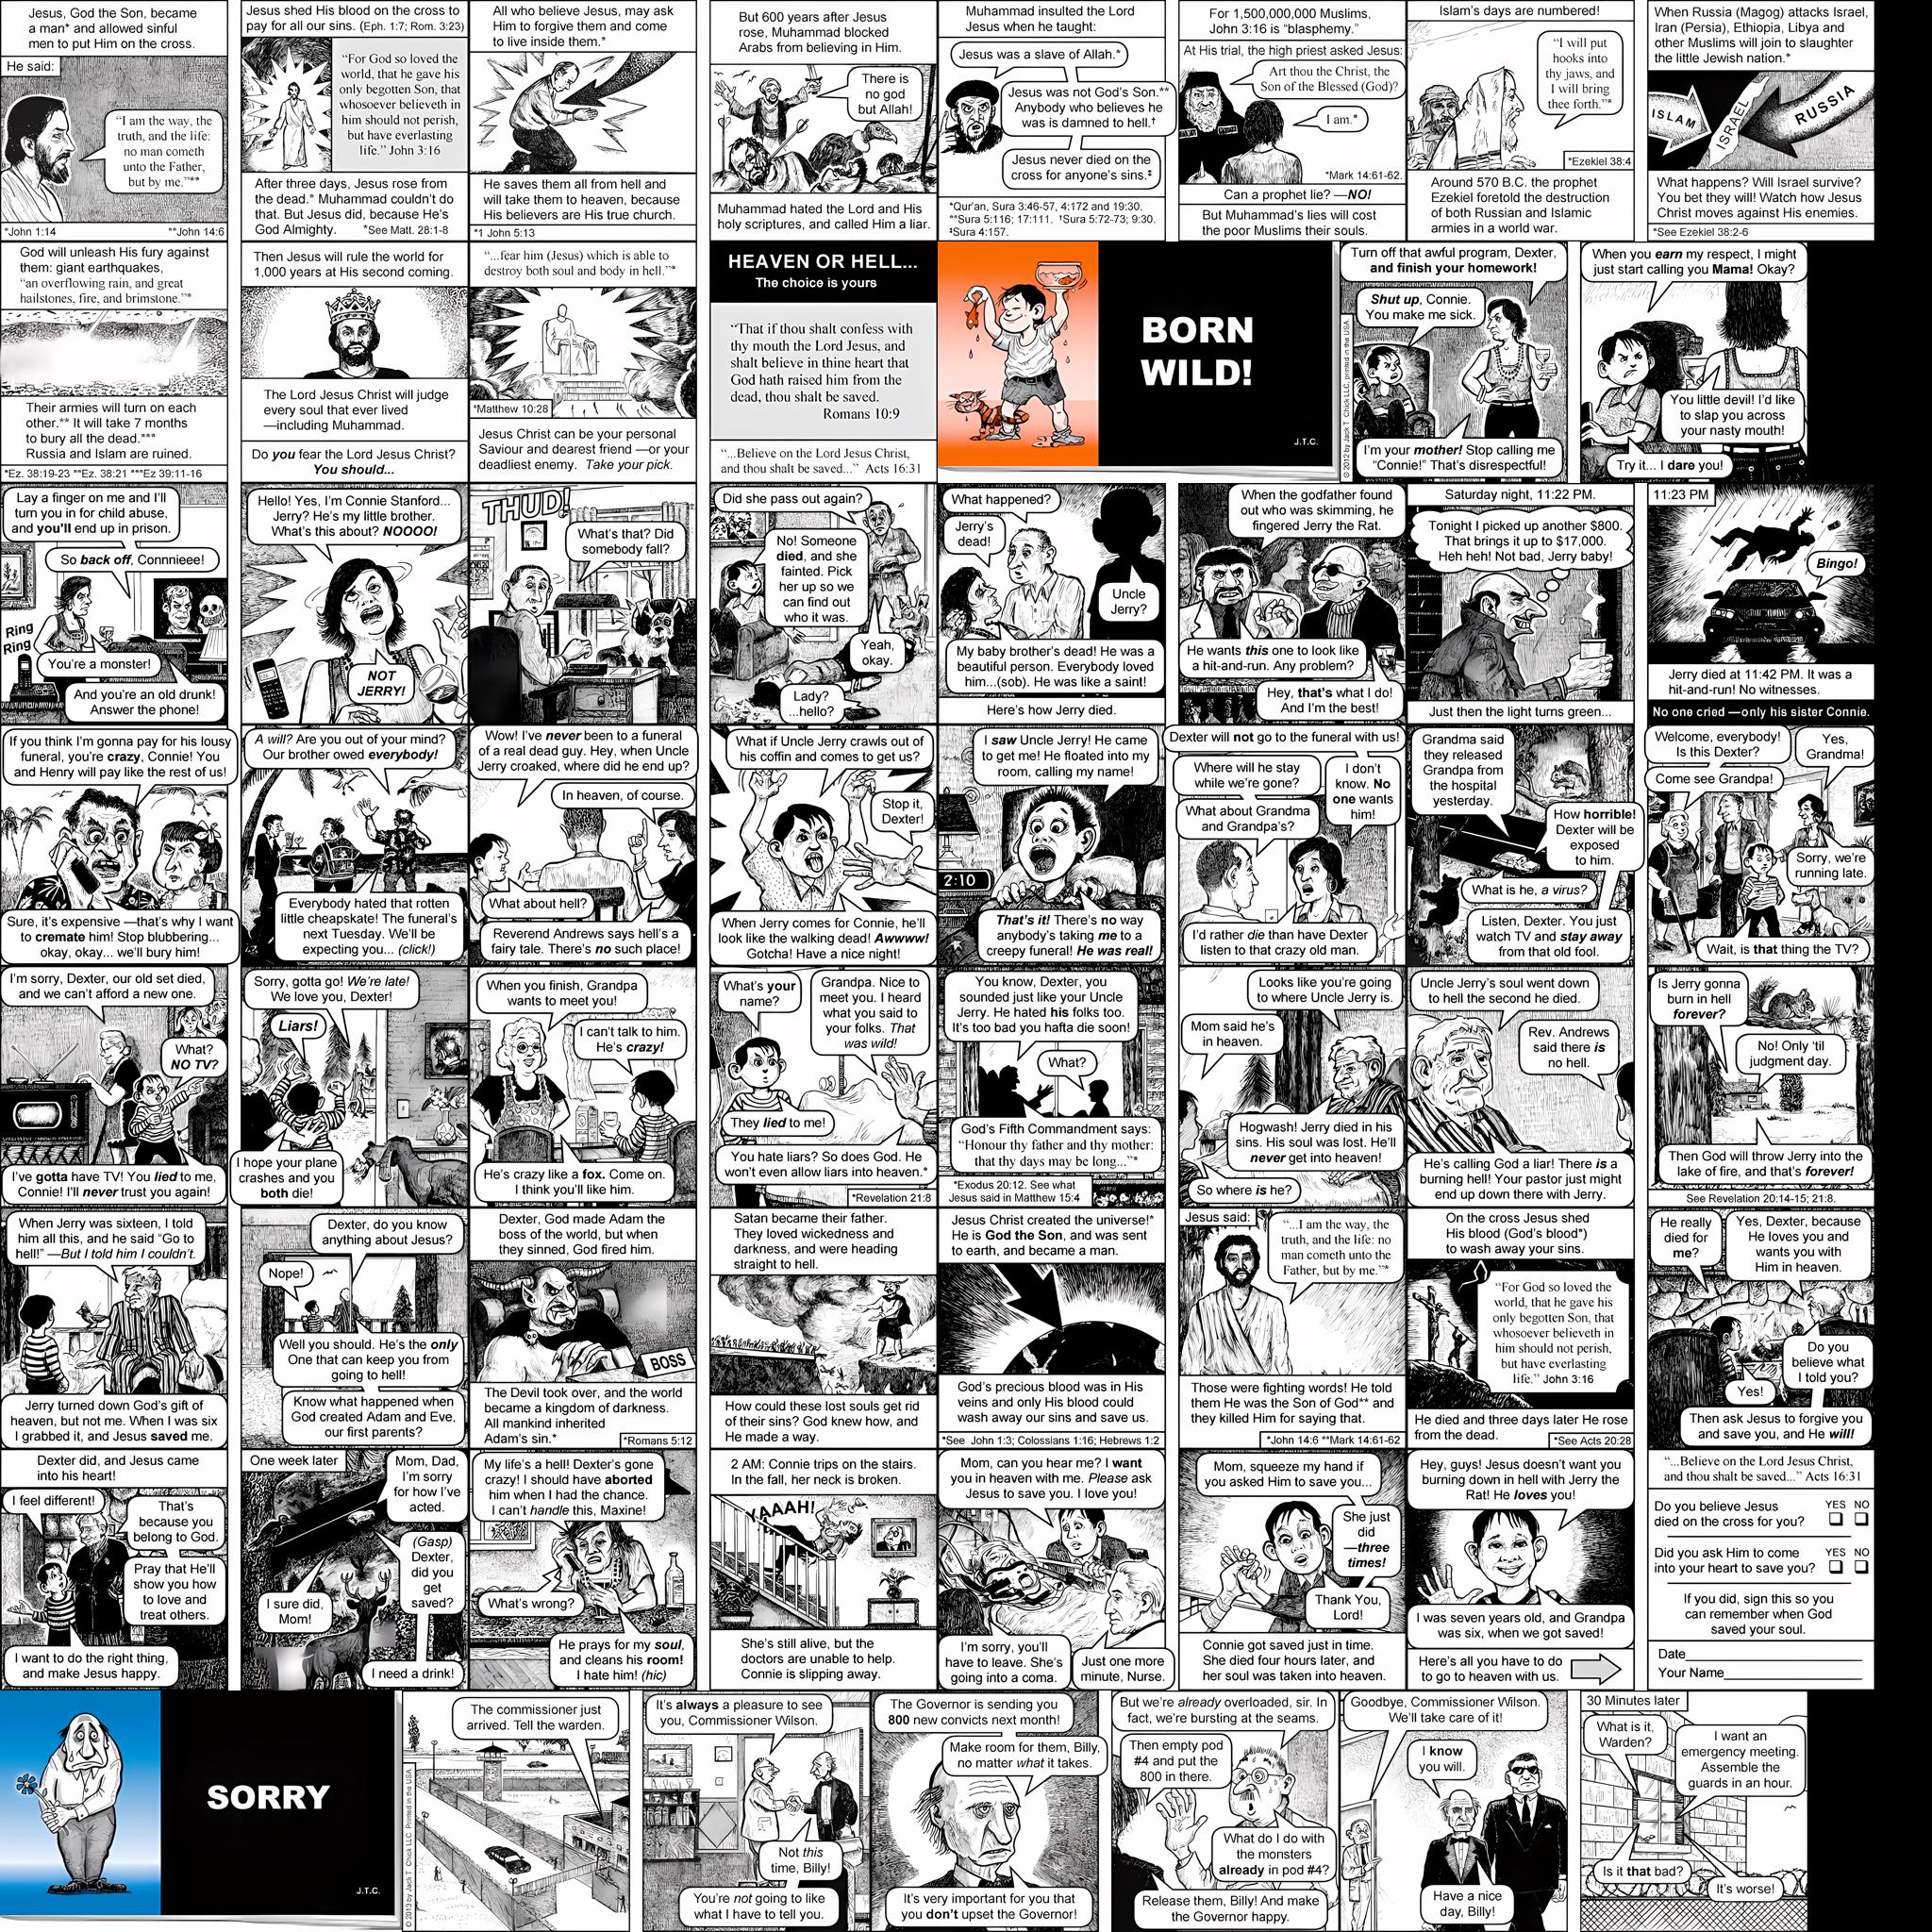 Jesus, God the Son, became
a man* and allowed sinful
men to put Him on the cross.
He said:
“I am the way, the
truth, and the life:
no man cometh
unto the Father,
but by me.”**
*John 1:14
**John 14:6
Jesus shed His blood on the cross to
pay for all our sins. (Eph. 1:7; Rom. 3:23)
“For God so loved the
world, that he gave his
only begotten Son, that
whosoever believeth in
him should not perish,
but have everlasting
life.” John 3:16
After three days, Jesus rose from
the dead.* Muhammad couldn’t do
that. But Jesus did, because He’s
God Almighty.
*See Matt. 28:1-8
All who believe Jesus, may ask
Him to forgive them and come
to live inside them.*
He saves them all from hell and
will take them to heaven, because
His believers are His true church.
*1 John 5:13
But 600 years after Jesus
rose, Muhammad blocked
Arabs from believing in Him.
There is
no god
but Allah!
Muhammad hated the Lord and His
holy scriptures, and called Him a liar.
Muhammad insulted the Lord
Jesus when he taught:
Jesus was a slave of Allah.*
Jesus was not God’s Son.**
Anybody who believes he
was is damned to hell.†
Jesus never died on the
cross for anyone’s sins.‡
*Qur’an, Sura 3:46-57, 4:172 and 19:30.
**Sura 5:116; 17:111. †Sura 5:72-73; 9:30.
‡Sura 4:157.
For 1,500,000,000 Muslims,
John 3:16 is “blasphemy.”
At His trial, the high priest asked Jesus:
Art thou the Christ, the
Son of the Blessed (God)?
I am.*
*Mark 14:61-62.
Can a prophet lie? —NO!
But Muhammad’s lies will cost
the poor Muslims their souls.
Islam’s days are numbered!
“I will put
hooks into
thy jaws, and
I will bring
thee forth.”*
*Ezekiel 38:4
Around 570 B.C. the prophet
Ezekiel foretold the destruction
of both Russian and Islamic
armies in a world war.
When Russia (Magog) attacks Israel,
Iran (Persia), Ethiopia, Libya and
other Muslims will join to slaughter
the little Jewish nation.*
ISLAM
ISRAEL
RUSSIA
What happens? Will Israel survive?
You bet they will! Watch how Jesus
Christ moves against His enemies.
*See Ezekiel 38:2-6
God will unleash His fury against
them: giant earthquakes,
“an overflowing rain, and great
hailstones, fire, and brimstone.”*
Their armies will turn on each
other.** It will take 7 months
to bury all the dead.***
Russia and Islam are ruined.
*Ez. 38:19-23 **Ez. 38:21 ***Ez 39:11-16
Then Jesus will rule the world for
1,000 years at His second coming.
The Lord Jesus Christ will judge
every soul that ever lived
—including Muhammad.
Do you fear the Lord Jesus Christ?
You should...
“...fear him (Jesus) which is able to
destroy both soul and body in hell.”*
*Matthew 10:28
Jesus Christ can be your personal
Saviour and dearest friend —or your
deadliest enemy. Take your pick.
HEAVEN OR HELL...
The choice is yours
“That if thou shalt confess with
thy mouth the Lord Jesus, and
shalt believe in thine heart that
God hath raised him from the
dead, thou shalt be saved.
Romans 10:9
“...Believe on the Lord Jesus Christ,
and thou shalt be saved...” Acts 16:31
BORN
WILD!
J.T.C.
© 2012 by Jack T. Chick LLC. printed in the USA
Turn off that awful program, Dexter,
and finish your homework!
Shut up, Connie.
You make me sick.
I’m your mother! Stop calling me
“Connie!” That’s disrespectful!
When you earn my respect, I might
just start calling you Mama! Okay?
You little devil! I’d like
to slap you across
your nasty mouth!
Try it... I dare you!
Lay a finger on me and I’ll
turn you in for child abuse,
and you’ll end up in prison.
So back off, Connnieee!
Ring
Ring
You’re a monster!
And you’re an old drunk!
Answer the phone!
Hello! Yes, I’m Connie Stanford...
Jerry? He’s my little brother.
What’s this about? NOOOO!
NOT
JERRY!
THUD!
What’s that? Did
somebody fall?
Did she pass out again?
No! Someone
died, and she
fainted. Pick
her up so we
can find out
who it was.
Yeah,
okay.
Lady?
...hello?
What happened?
Jerry’s
dead!
Uncle
Jerry?
My baby brother’s dead! He was a
beautiful person. Everybody loved
him...(sob). He was like a saint!
Here’s how Jerry died.
When the godfather found
out who was skimming, he
fingered Jerry the Rat.
He wants this one to look like
a hit-and-run. Any problem?
Hey, that’s what I do!
And I’m the best!
Saturday night, 11:22 PM.
Tonight I picked up another $800.
That brings it up to $17,000.
Heh heh! Not bad, Jerry baby!
Just then the light turns green...
11:23 PM
Bingo!
Jerry died at 11:42 PM. It was a
hit-and-run! No witnesses.
No one cried —only his sister Connie.
If you think I’m gonna pay for his lousy
funeral, you’re crazy, Connie! You
and Henry will pay like the rest of us!
Sure, it’s expensive —that’s why I want
to cremate him! Stop blubbering...
okay, okay... we’ll bury him!
A will? Are you out of your mind?
Our brother owed everybody!
Everybody hated that rotten
little cheapskate! The funeral’s
next Tuesday. We’ll be
expecting you... (click!)
Wow! I’ve never been to a funeral
of a real dead guy. Hey, when Uncle
Jerry croaked, where did he end up?
In heaven, of course.
What about hell?
Reverend Andrews says hell’s a
fairy tale. There’s no such place!
What if Uncle Jerry crawls out of
his coffin and comes to get us?
Stop it,
Dexter!
When Jerry comes for Connie, he’ll
look like the walking dead! Awwww!
Gotcha! Have a nice night!
I saw Uncle Jerry! He came
to get me! He floated into my
room, calling my name!
2:10
That’s it! There’s no way
anybody’s taking me to a
creepy funeral! He was real!
Dexter will not go to the funeral with us!
Where will he stay
while we’re gone?
I don’t
know. No
one wants
him!
What about Grandma
and Grandpa’s?
I’d rather die than have Dexter
listen to that crazy old man.
Grandma said
they released
Grandpa from
the hospital
yesterday.
How horrible!
Dexter will be
exposed
to him.
What is he, a virus?
Listen, Dexter. You just
watch TV and stay away
from that old fool.
Welcome, everybody!
Is this Dexter?
Yes,
Grandma!
Come see Grandpa!
Sorry, we’re
running late.
Wait, is that thing the TV?
I’m sorry, Dexter, our old set died,
and we can’t afford a new one.
What?
NO TV?
I’ve gotta have TV! You lied to me,
Connie! I’ll never trust you again!
Sorry, gotta go! We’re late!
We love you, Dexter!
Liars!
I hope your plane
crashes and you
both die!
When you finish, Grandpa
wants to meet you!
I can’t talk to him.
He’s crazy!
He’s crazy like a fox. Come on.
I think you’ll like him.
What’s your
name?
Grandpa. Nice to
meet you. I heard
what you said to
your folks. That
was wild!
They lied to me!
You hate liars? So does God. He
won’t even allow liars into heaven.*
*Revelation 21:8
You know, Dexter, you
sounded just like your Uncle
Jerry. He hated his folks too.
It’s too bad you hafta die soon!
What?
God’s Fifth Commandment says:
“Honour thy father and thy mother:
that thy days may be long...”*
*Exodus 20:12. See what
Jesus said in Matthew 15:4
Looks like you’re going
to where Uncle Jerry is.
Mom said he’s
in heaven.
Hogwash! Jerry died in his
sins. His soul was lost. He’ll
never get into heaven!
So where is he?
Uncle Jerry’s soul went down
to hell the second he died.
Rev. Andrews
said there is
no hell.
He’s calling God a liar! There is a
burning hell! Your pastor just might
end up down there with Jerry.
Is Jerry gonna
burn in hell
forever?
No! Only ‘til
judgment day.
Then God will throw Jerry into the
lake of fire, and that’s forever!
See Revelation 20:14-15; 21:8.
When Jerry was sixteen, I told
him all this, and he said “Go to
hell!” —But I told him I couldn’t.
Jerry turned down God’s gift of
heaven, but not me. When I was six
I grabbed it, and Jesus saved me.
Dexter, do you know
anything about Jesus?
Nope!
Well you should. He’s the only
One that can keep you from
going to hell!
Know what happened when
God created Adam and Eve,
our first parents?
Dexter, God made Adam the
boss of the world, but when
they sinned, God fired him.
BOSS
The Devil took over, and the world
became a kingdom of darkness.
All mankind inherited
Adam’s sin.*
*Romans 5:12
Satan became their father.
They loved wickedness and
darkness, and were heading
straight to hell.
How could these lost souls get rid
of their sins? God knew how, and
He made a way.
Jesus Christ created the universe!*
He is God the Son, and was sent
to earth, and became a man.
God’s precious blood was in His
veins and only His blood could
wash away our sins and save us.
*See John 1:3; Colossians 1:16; Hebrews 1:2
Jesus said:
“...I am the way, the
truth, and the life: no
man cometh unto the
Father, but by me.”*
Those were fighting words! He told
them He was the Son of God** and
they killed Him for saying that.
*John 14:6 **Mark 14:61-62
On the cross Jesus shed
His blood (God’s blood*)
to wash away your sins.
“For God so loved the
world, that he gave his
only begotten Son, that
whosoever believeth in
him should not perish,
but have everlasting
life.” John 3:16
He died and three days later He rose
from the dead.
*See Acts 20:28
He really
died for
me?
Yes, Dexter, because
He loves you and
wants you with
Him in heaven.
Do you
believe what
I told you?
Yes!
Then ask Jesus to forgive you
and save you, and He will!
Dexter did, and Jesus came
into his heart!
I feel different!
That’s
because you
belong to God.
Pray that He’ll
show you how
to love and
treat others.
I want to do the right thing,
and make Jesus happy.
One week later
Mom, Dad,
I’m sorry
for how I’ve
acted.
(Gasp)
Dexter,
did you
get
saved?
I sure did,
Mom!
I need a drink!
My life’s a hell! Dexter’s gone
crazy! I should have aborted
him when I had the chance.
I can’t handle this, Maxine!
What’s wrong?
He prays for my soul,
and cleans his room!
I hate him! (hic)
2 AM: Connie trips on the stairs.
In the fall, her neck is broken.
YAAAH!
She’s still alive, but the
doctors are unable to help.
Connie is slipping away.
Mom, can you hear me? I want
you in heaven with me. Please ask
Jesus to save you. I love you!
I’m sorry, you’ll
have to leave. She’s
going into a coma.
Just one more
minute, Nurse.
Mom, squeeze my hand if
you asked Him to save you...
She just
did
—three
times!
Thank You,
Lord!
Connie got saved just in time.
She died four hours later, and
her soul was taken into heaven.
Hey, guys! Jesus doesn’t want you
burning down in hell with Jerry the
Rat! He loves you!
I was seven years old, and Grandpa
was six, when we got saved!
Here’s all you have to do
to go to heaven with us.
“...Believe on the Lord Jesus Christ,
and thou shalt be saved...” Acts 16:31
Do you believe Jesus
died on the cross for you?
YES NO
Did you ask Him to come
into your heart to save you?
YES NO
If you did, sign this so you
can remember when God
saved your soul.
Date
Your Name
SORRY
J.T.C.
© 2013 by Jack T. Chick LLC. Printed in the USA
The commissioner just
arrived. Tell the warden.
It’s always a pleasure to see
you, Commissioner Wilson.
Not this
time, Billy!
You’re not going to like
what I have to tell you.
The Governor is sending you
800 new convicts next month!
Make room for them, Billy,
no matter what it takes.
It’s very important for you that
you don’t upset the Governor!
But we’re already overloaded, sir. In
fact, we’re bursting at the seams.
Then empty pod
#4 and put the
800 in there.
What do I do with
the monsters
already in pod #4?
Release them, Billy! And make
the Governor happy.
Goodbye, Commissioner Wilson.
We’ll take care of it!
I know
you will.
Have a nice
day, Billy!
30 Minutes later
What is it,
Warden?
I want an
emergency meeting.
Assemble the
guards in an hour.
Is it that bad?
It’s worse!